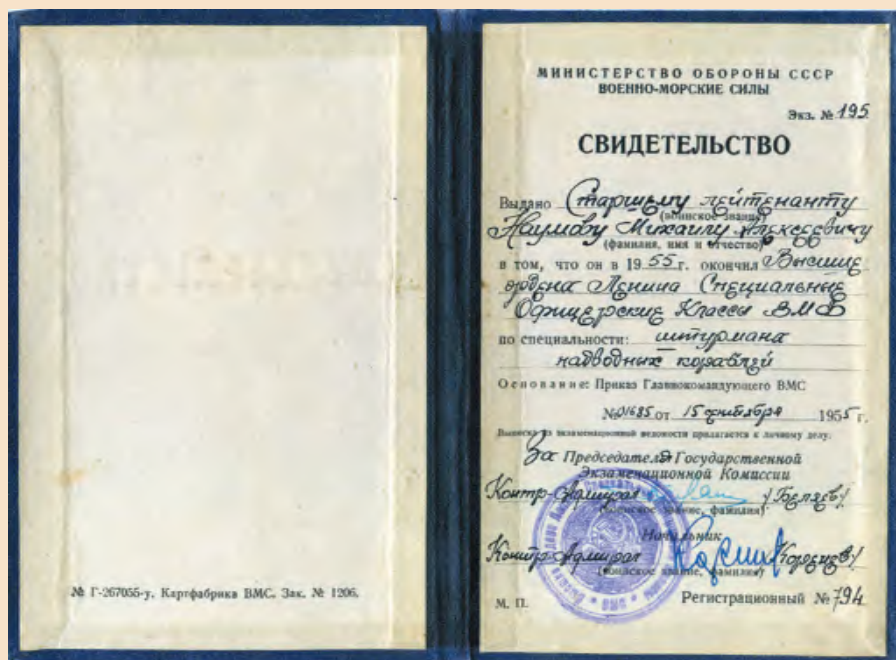 № Г-267055-у. Картфабрика ВМС. Зак. № 1206.
МИНИСТЕРСТВО ОБОРОНЫ СССР
ВОЕННО-МОРСКИЕ СИЛЫ
Экз. № 195
СВИДЕТЕЛЬСТВО
Выдано Старшему лейтенанту
(воинское звание)
Наумову Михаилу Алексеевичу
(фамилия, имя и отчество)
в том, что он в 1955 г. окончил Высшие
ордена Ленина Специальные
Офицерские Классы ВМФ
по специальности: штурмана
надводных кораблей
Основание: Приказ Главнокомандующего ВМС
№ 01685 от 15 октября 1955 г.
Выписка из экзаменационной ведомости прилагается к личному делу.
За Председателя Государственной
Экзаменационной Комиссии
Контр-Адмирал /Беляев/
(воинское звание, фамилия)
Начальник
Контр-Адмирал
(воинское звание, фамилия)
М. П. Регистрационный № 794